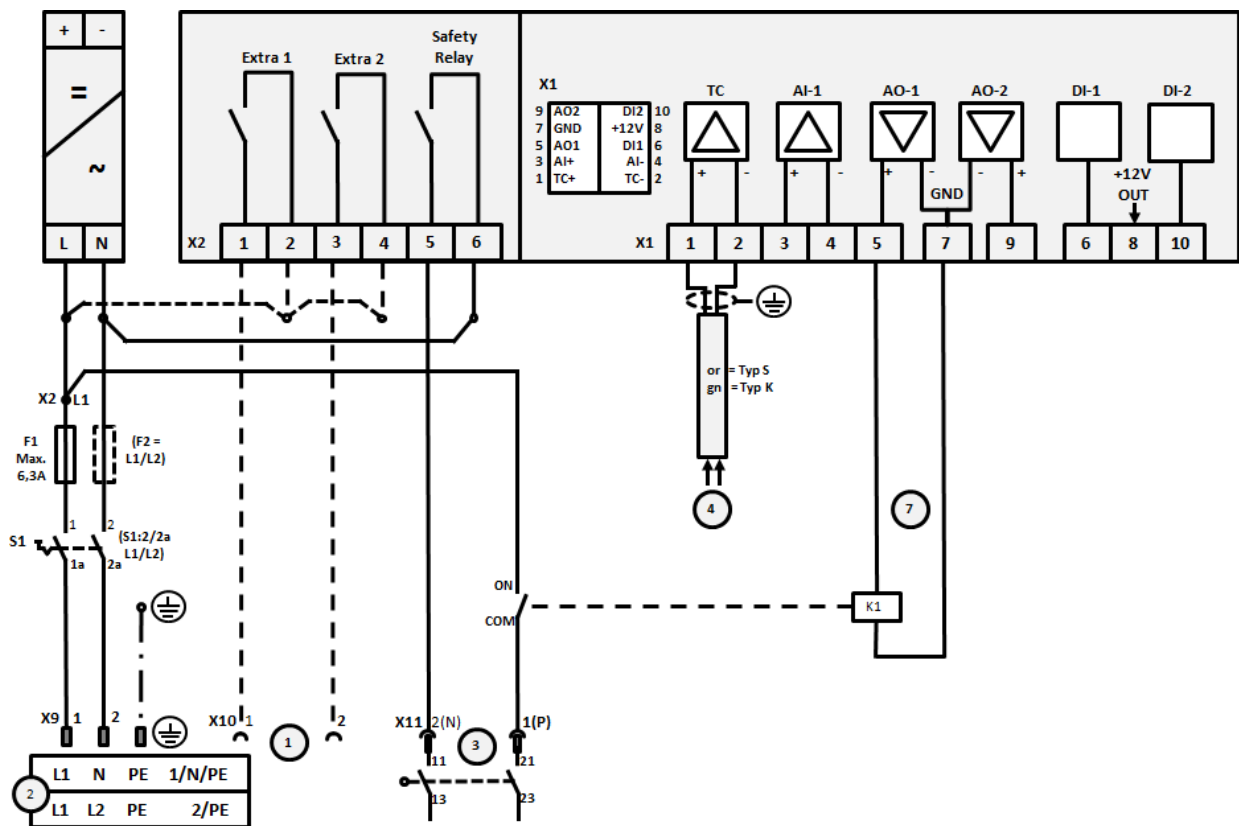 + -
=
~
L N
Extra 1 Extra 2 Safety
Relay
X2 1 2 3 4 5 6
X1
9 AO2 DI2 10
7 GND +12V 8
5 AO1 DI1 6
3 AI+ AI- 4
1 TC+ TC- 2
TC AI-1 AO-1 AO-2 DI-1 DI-2
+ - + - + - - +
GND
+12V
OUT
X1 1 2 3 4 5 7 9 6 8 10
or = Typ S
gn = Typ K
4
7
X2 L1
F1
Max.
6,3A
(F2 =
L1/L2)
1 2
S1
(S1:2/2a
L1/L2)
1a 2a
ON
COM
K1
X9 1 2
X10 1 2
1
X11 2(N) 1(P)
3
11 21
13 23
2
L1 N PE 1/N/PE
L1 L2 PE 2/PE